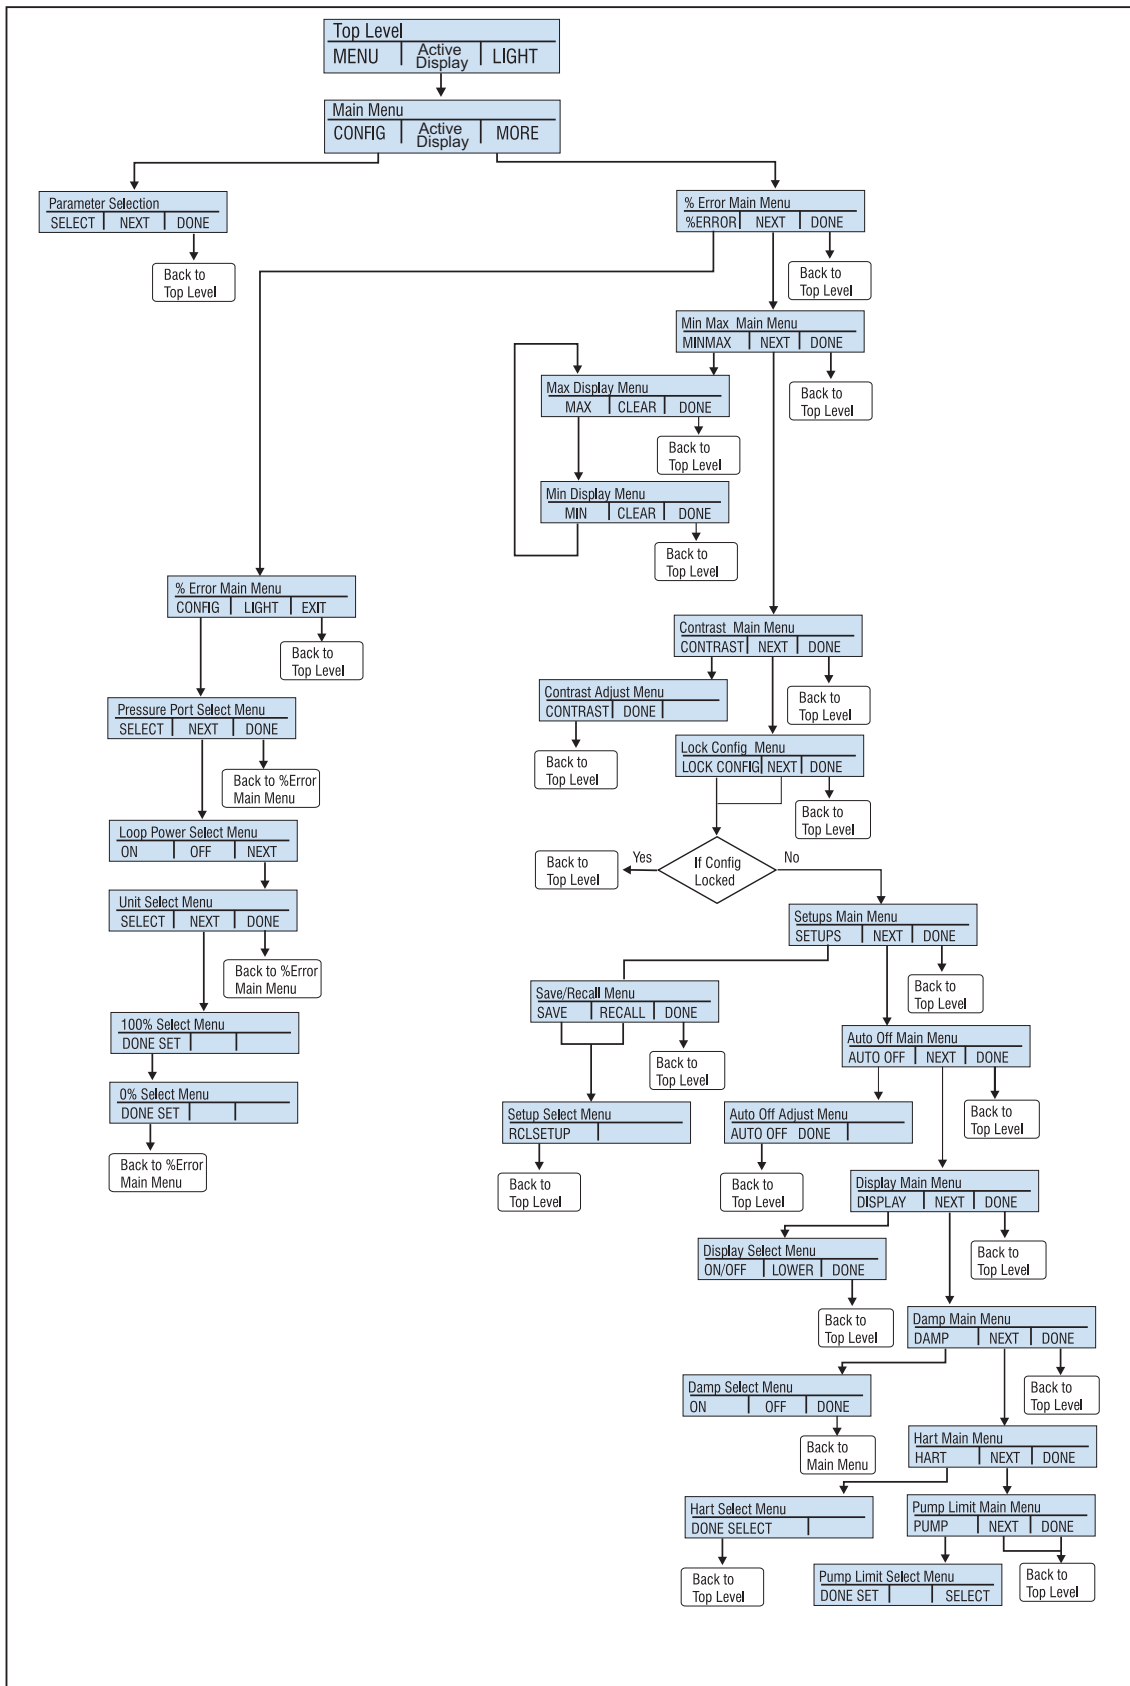 Top Level
MENU Active Display LIGHT
Main Menu
CONFIG Active Display MORE
Parameter Selection
SELECT NEXT DONE
Back to
Top Level
% Error Main Menu
%ERROR NEXT DONE
Back to
Top Level
Min Max Main Menu
MINMAX NEXT DONE
Back to
Top Level
Max Display Menu
MAX CLEAR DONE
Back to
Top Level
Min Display Menu
MIN CLEAR DONE
Back to
Top Level
% Error Main Menu
CONFIG LIGHT EXIT
Back to
Top Level
Pressure Port Select Menu
SELECT NEXT DONE
Back to %Error
Main Menu
Loop Power Select Menu
ON OFF NEXT
Unit Select Menu
SELECT NEXT DONE
Back to %Error
Main Menu
100% Select Menu
DONE SET
0% Select Menu
DONE SET
Back to %Error
Main Menu
Contrast Main Menu
CONTRAST NEXT DONE
Back to
Top Level
Contrast Adjust Menu
CONTRAST DONE
Back to
Top Level
Lock Config Menu
LOCK CONFIG NEXT DONE
Back to
Top Level
If Config
Locked
Yes
No
Back to
Top Level
Setups Main Menu
SETUPS NEXT DONE
Back to
Top Level
Save/Recall Menu
SAVE RECALL DONE
Back to
Top Level
Setup Select Menu
RCLSETUP
Back to
Top Level
Auto Off Main Menu
AUTO OFF NEXT DONE
Back to
Top Level
Auto Off Adjust Menu
AUTO OFF DONE
Back to
Top Level
Display Main Menu
DISPLAY NEXT DONE
Back to
Top Level
Display Select Menu
ON/OFF LOWER DONE
Back to
Top Level
Damp Main Menu
DAMP NEXT DONE
Back to
Top Level
Damp Select Menu
ON OFF DONE
Back to
Main Menu
Hart Main Menu
HART NEXT DONE
Hart Select Menu
DONE SELECT
Back to
Top Level
Pump Limit Main Menu
PUMP NEXT DONE
Back to
Top Level
Pump Limit Select Menu
DONE SET SELECT